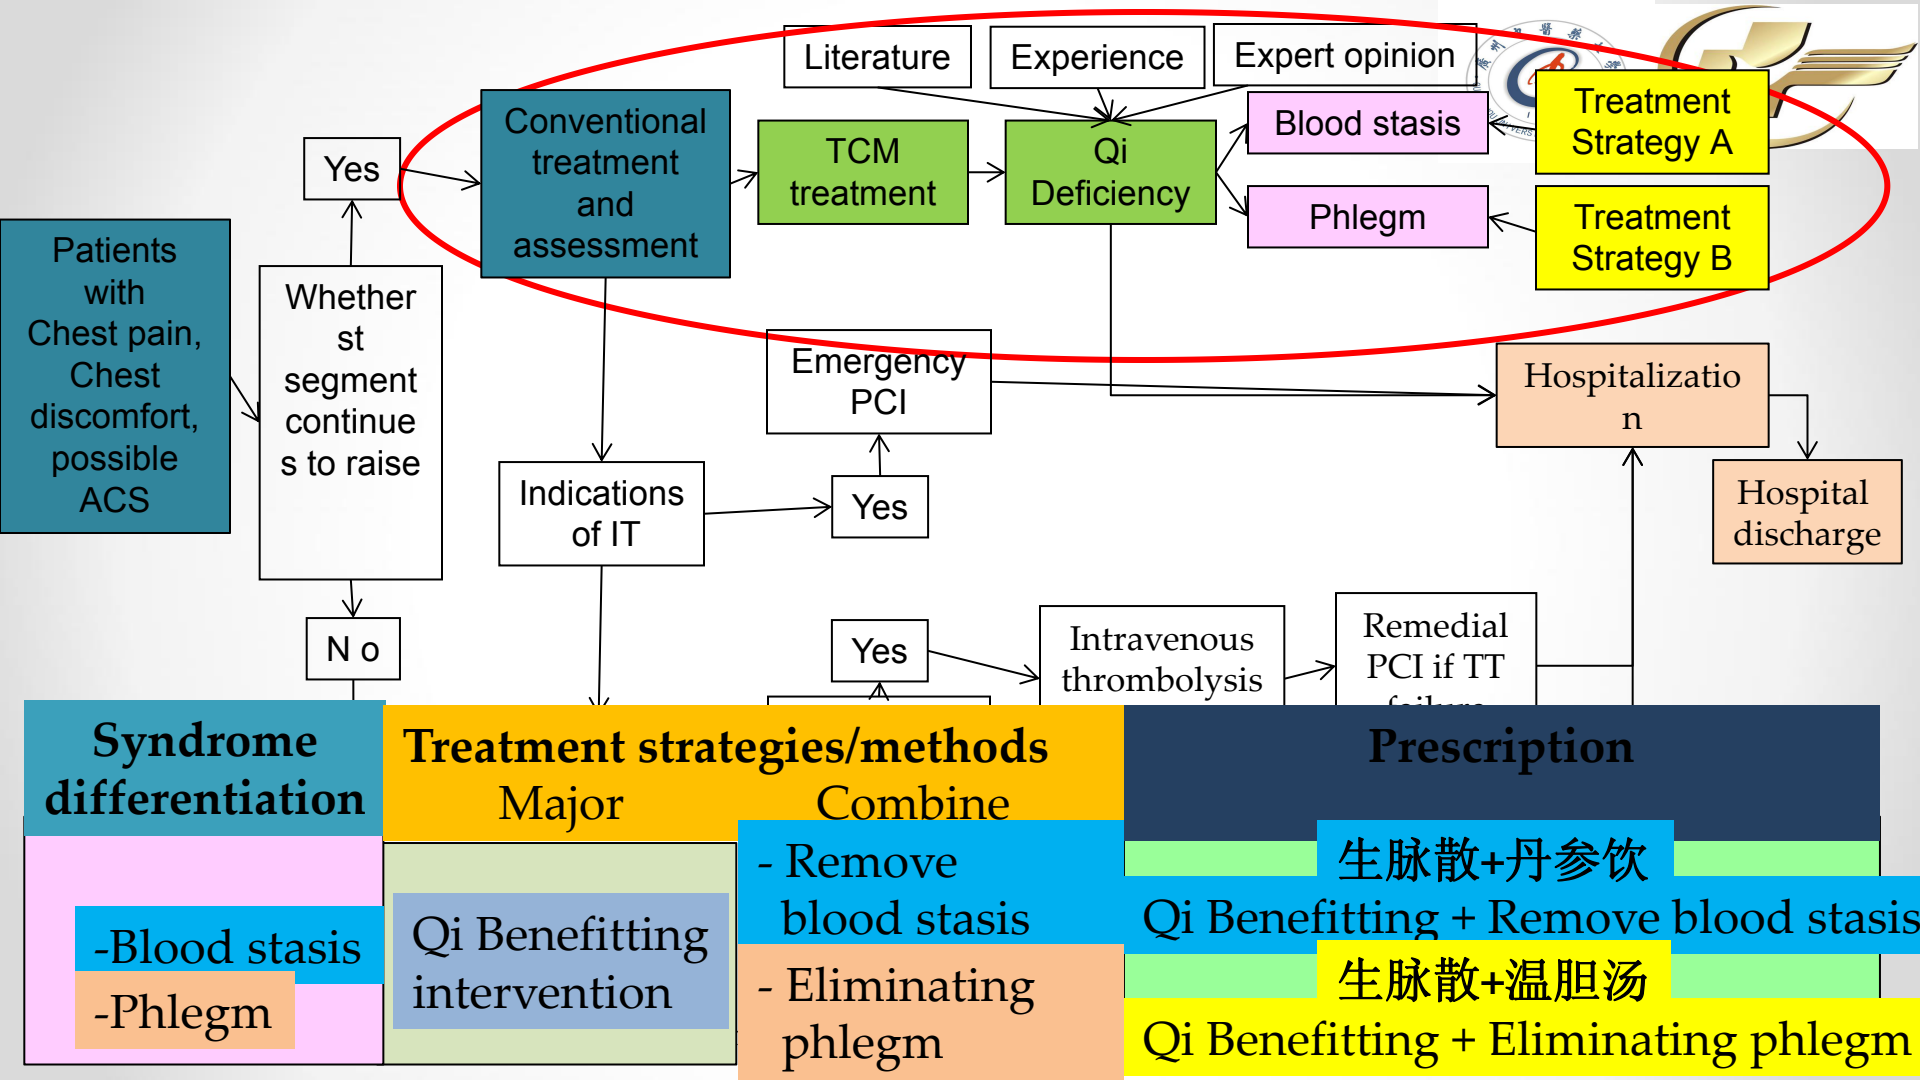 Literature
Experience
Expert opinion
Conventional
treatment
and
assessment
TCM
treatment
Qi
Deficiency
Blood stasis
Phlegm
Treatment
Strategy A
Treatment
Strategy B
Yes
Patients
with
Chest pain,
Chest
discomfort,
possible
ACS
Whether
st
segment
continue
s to raise
Emergency
PCI
Hospitalizatio
n
Indications
of IT
Yes
Hospital
discharge
N o
Yes
Intravenous
thrombolysis
Remedial
PCI if TT
failure
Syndrome
differentiation
Treatment strategies/methods
Major Combine
Prescription
-Blood stasis
-Phlegm
Qi Benefitting
intervention
- Remove
blood stasis
- Eliminating
phlegm
生脉散+丹参饮
Qi Benefitting + Remove blood stasis
生脉散+温胆汤
Qi Benefitting + Eliminating phlegm